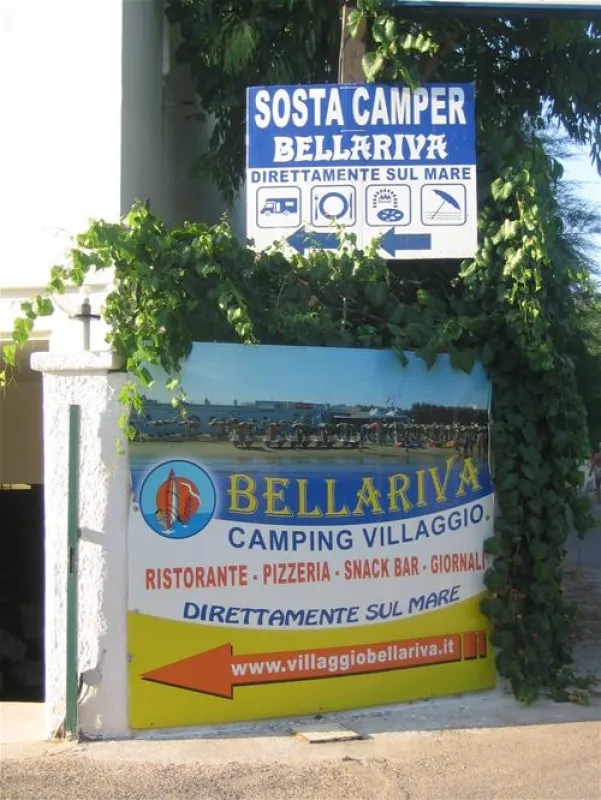 SOSTA CAMPER
BELLARIVA
DIRETTAMENTE SUL MARE
BELLARIVA
CAMPING VILLAGGIO
RISTORANTE - PIZZERIA - SNACK BAR - GIORNALI
DIRETTAMENTE SUL MARE
www.villaggiobellariva.it